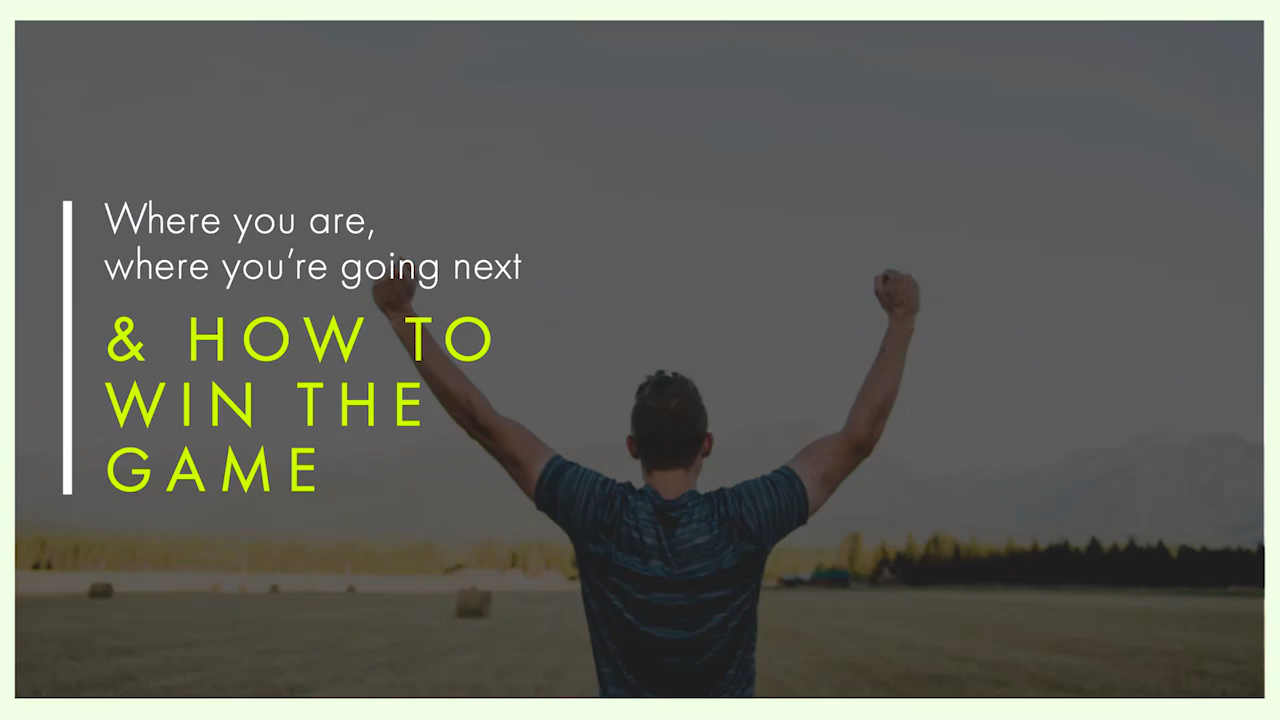 Where you are,
where you’re going next
& HOW TO
WIN THE
GAME